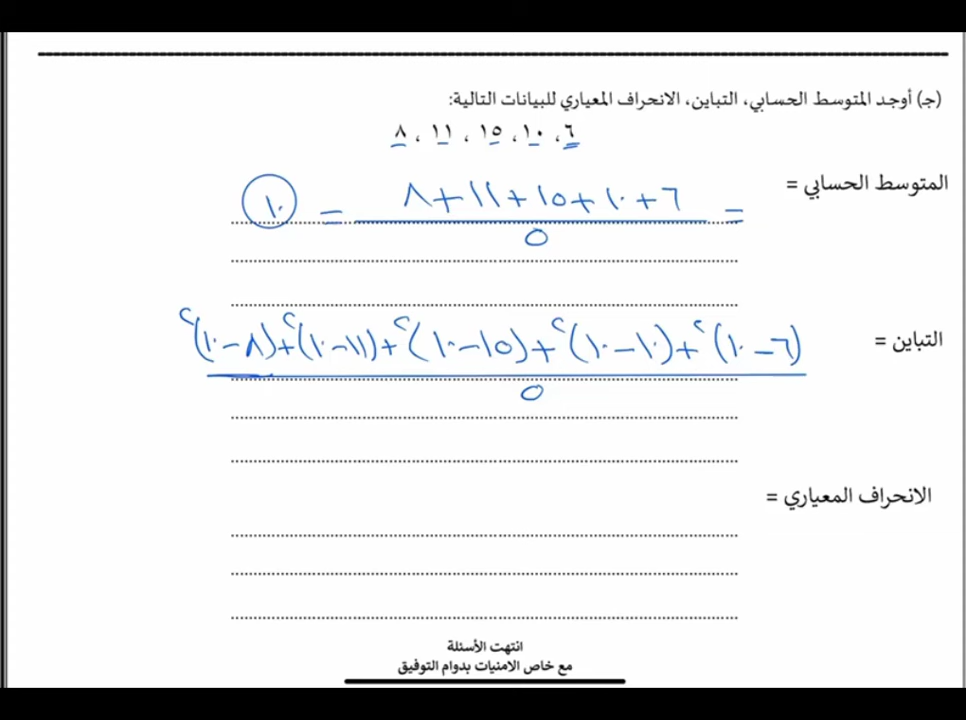 (جـ) أوجد المتوسط الحسابي، التباين، الانحراف المعياري للبيانات التالية:
٦ ، ١٠ ، ١٥ ، ١١ ، ٨
المتوسط الحسابي =
= ٦ + ١٠ + ١٥ + ١١ + ٨ = ١٠
٥
التباين =
(٦ − ١٠)٢ + (١٠ − ١٠)٢ + (١٥ − ١٠)٢ + (١١ − ١٠)٢ + (٨ − ١٠)٢
٥
الانحراف المعياري =
انتهت الأسئلة
مع خاص الامنيات بدوام التوفيق